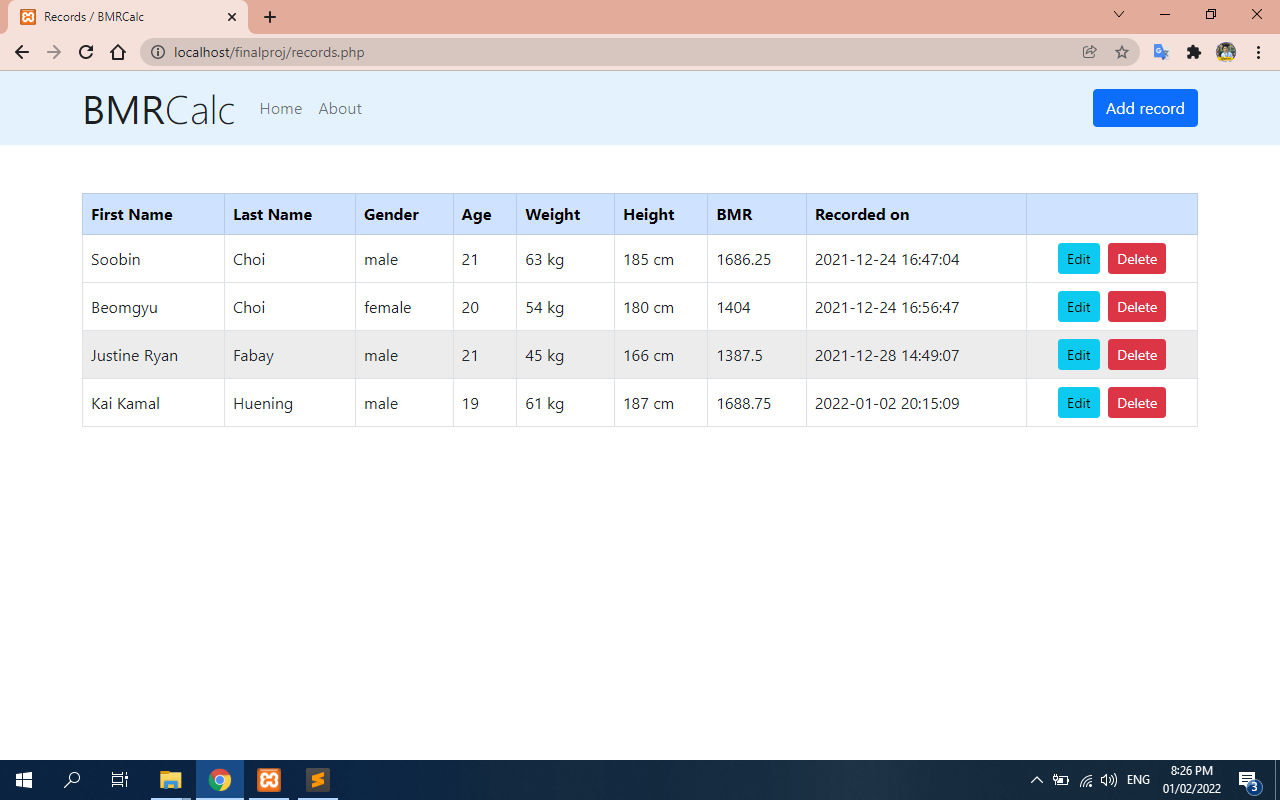 Records / BMRCalc
localhost/finalproj/records.php
BMRCalc Home About Add record
First Name Last Name Gender Age Weight Height BMR Recorded on
Soobin Choi male 21 63 kg 185 cm 1686.25 2021-12-24 16:47:04 Edit Delete
Beomgyu Choi female 20 54 kg 180 cm 1404 2021-12-24 16:56:47 Edit Delete
Justine Ryan Fabay male 21 45 kg 166 cm 1387.5 2021-12-28 14:49:07 Edit Delete
Kai Kamal Huening male 19 61 kg 187 cm 1688.75 2022-01-02 20:15:09 Edit Delete
ENG 8:26 PM
01/02/2022 3